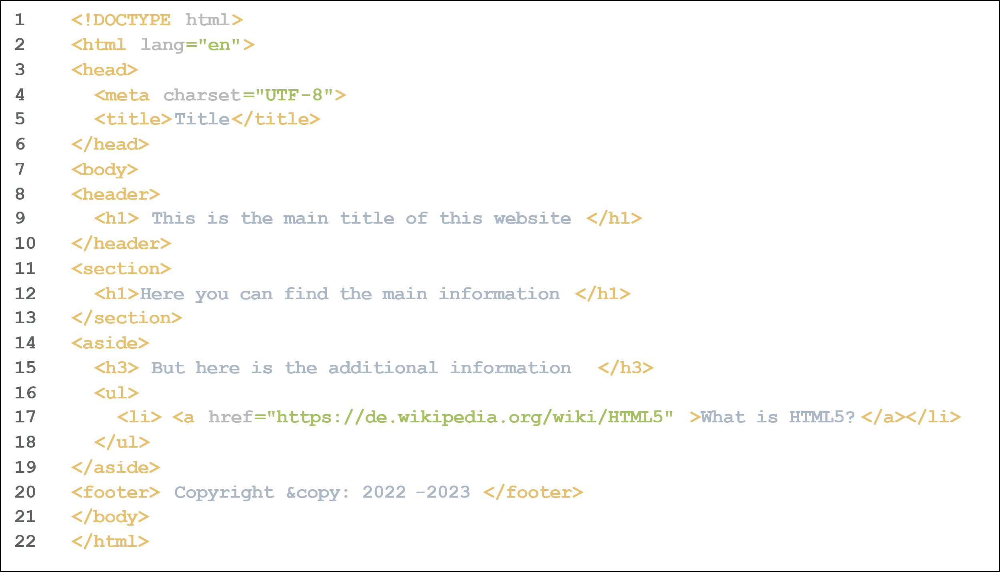 1 <!DOCTYPE html>
2 <html lang="en">
3 <head>
4 <meta charset="UTF-8">
5 <title>Title</title>
6 </head>
7 <body>
8 <header>
9 <h1> This is the main title of this website </h1>
10 </header>
11 <section>
12 <h1>Here you can find the main information </h1>
13 </section>
14 <aside>
15 <h3> But here is the additional information </h3>
16 <ul>
17 <li> <a href="https://de.wikipedia.org/wiki/HTML5" >What is HTML5?</a></li>
18 </ul>
19 </aside>
20 <footer> Copyright &copy: 2022 -2023 </footer>
21 </body>
22 </html>